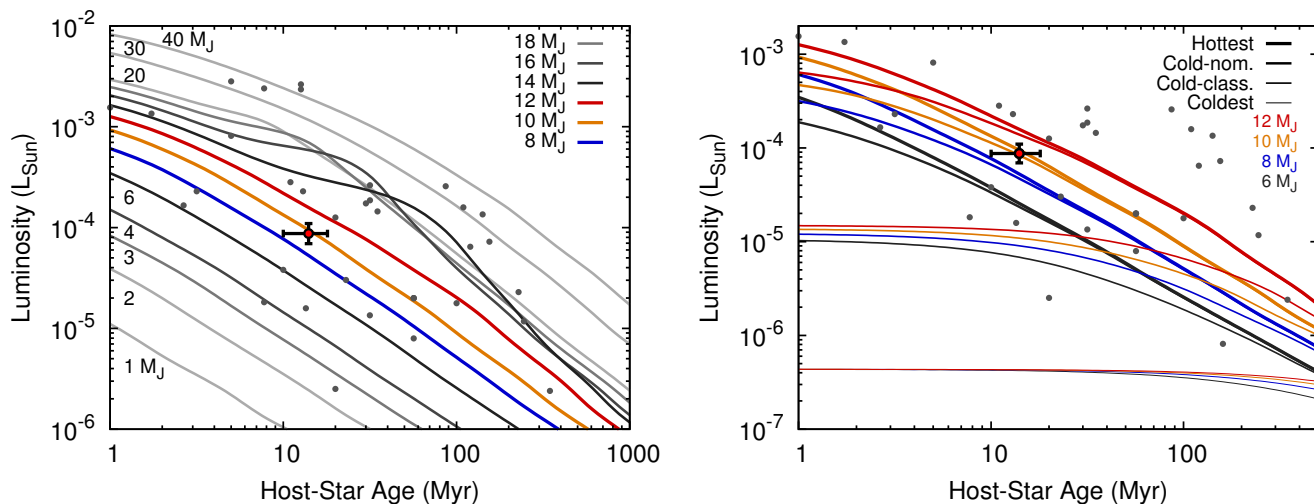 10⁻²
10⁻³
10⁻⁴
10⁻⁵
10⁻⁶
Luminosity (L_Sun)
1
10
100
1000
Host-Star Age (Myr)
40 M_J
30
20
6
4
3
2
1 M_J
18 M_J
16 M_J
14 M_J
12 M_J
10 M_J
8 M_J
10⁻³
10⁻⁴
10⁻⁵
10⁻⁶
10⁻⁷
Luminosity (L_Sun)
1
10
100
Host-Star Age (Myr)
Hottest
Cold-nom.
Cold-class.
Coldest
12 M_J
10 M_J
8 M_J
6 M_J